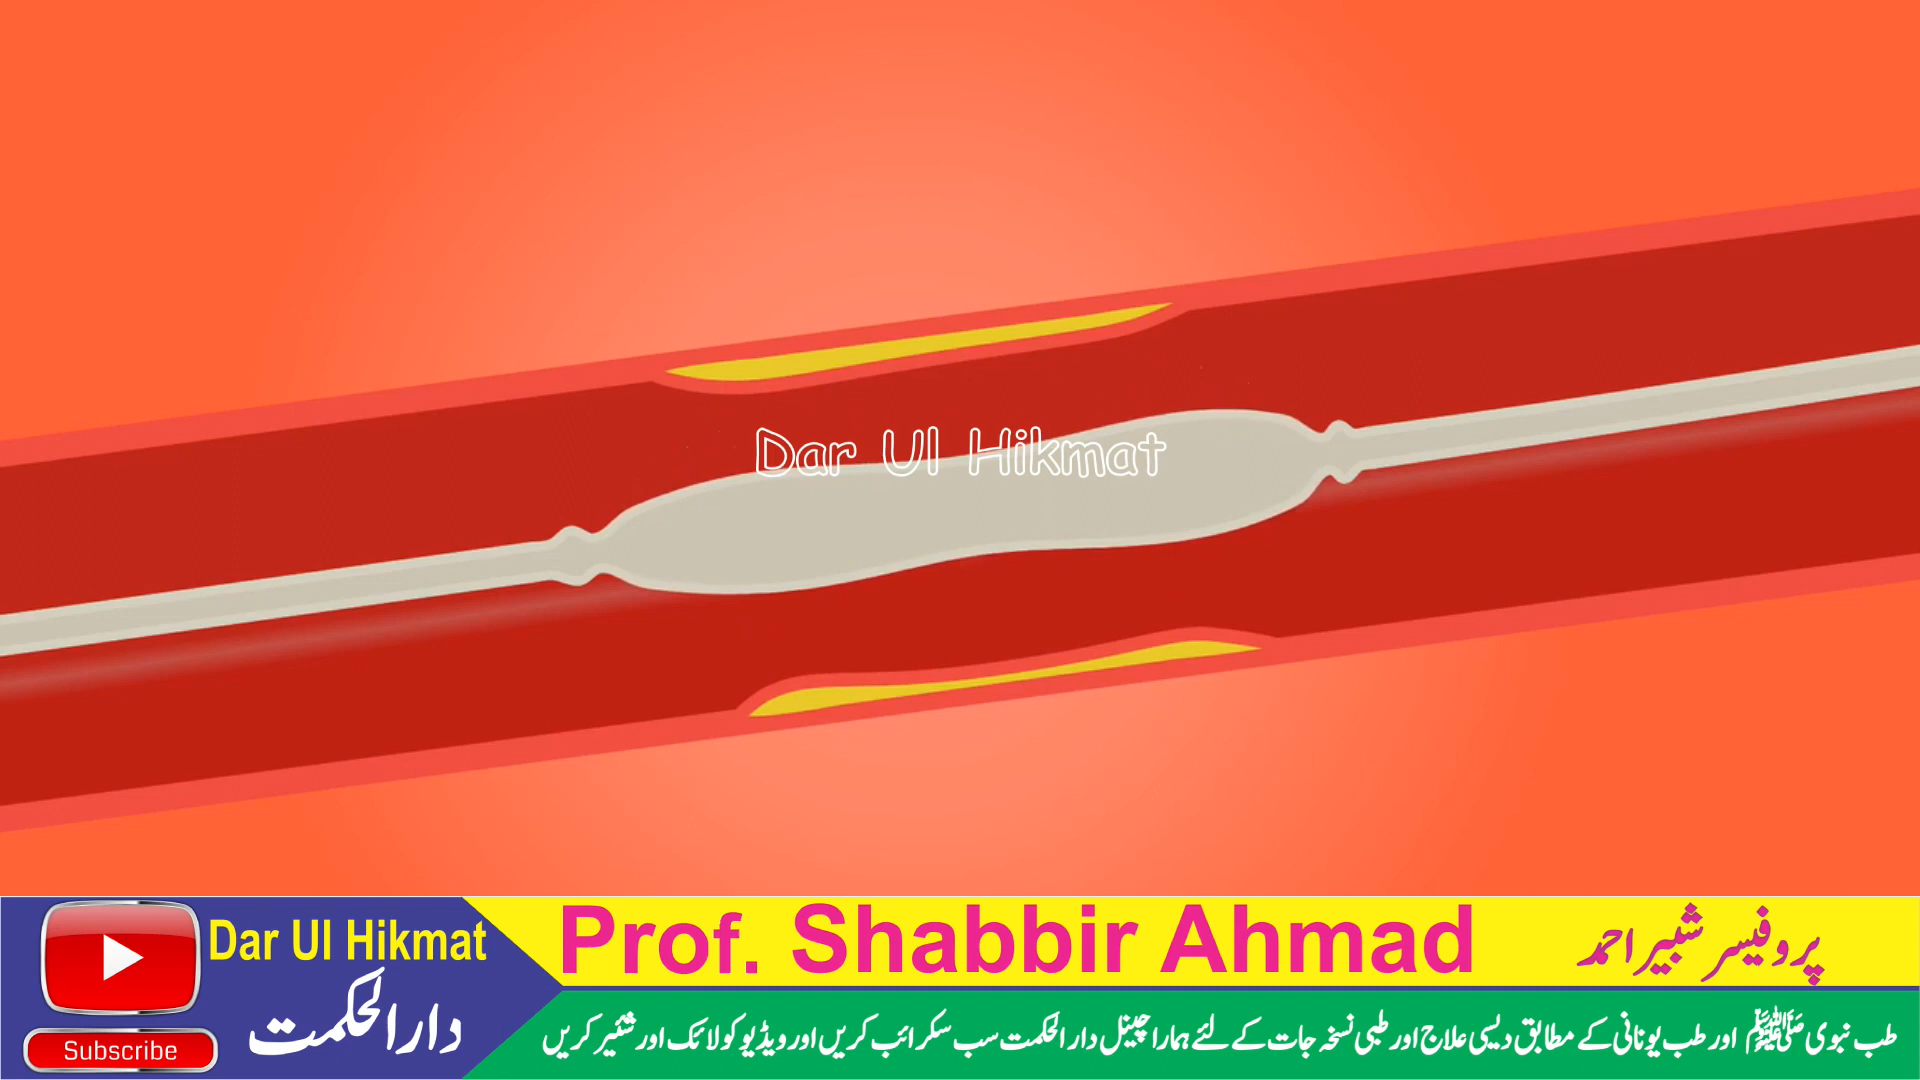 Dar Ul Hikmat
Dar Ul Hikmat
دارالحکمت
Subscribe
Prof. Shabbir Ahmad
پروفیسر شبیر احمد
طب نبوی ﷺ اور طب یونانی کے مطابق دیسی علاج اور طبی نسخہ جات کے لئے ہمارا چینل دارالحکمت سب سکرائب کریں اور ویڈیو کو لائک اور شئیر کریں